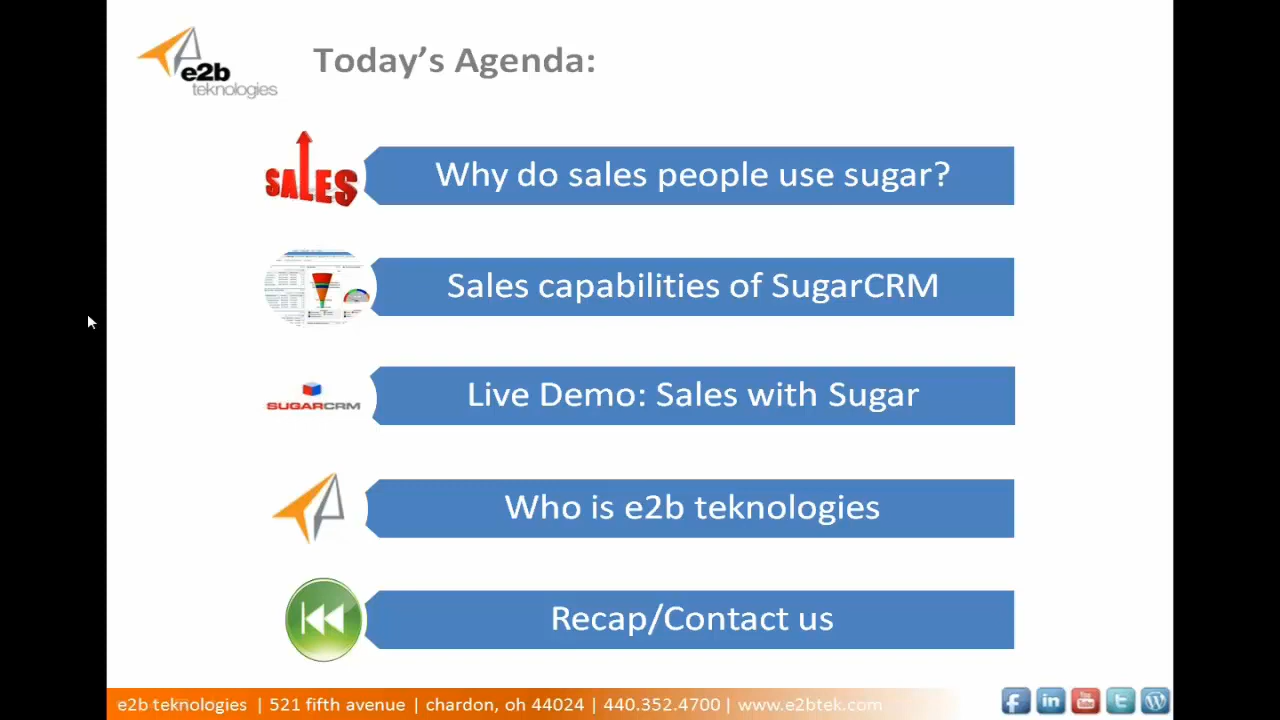 e2b
teknologies
Today's Agenda:
SALES
Why do sales people use sugar?
Sales capabilities of SugarCRM
SUGARCRM
Live Demo: Sales with Sugar
Who is e2b teknologies
Recap/Contact us
e2b teknologies | 521 fifth avenue | chardon, oh 44024 | 440.352.4700 | www.e2btek.com